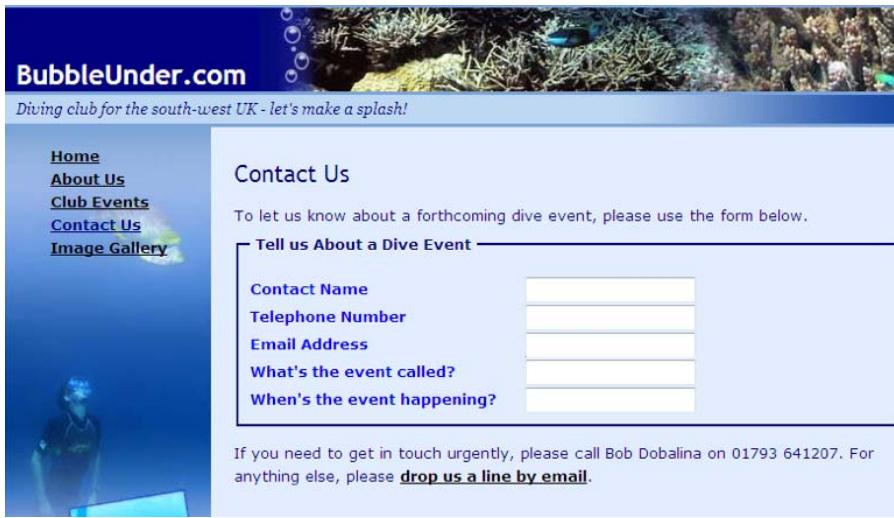 BubbleUnder.com
Diving club for the south-west UK - let's make a splash!
Home
About Us
Club Events
Contact Us
Image Gallery
Contact Us
To let us know about a forthcoming dive event, please use the form below.
Tell us About a Dive Event
Contact Name
Telephone Number
Email Address
What's the event called?
When's the event happening?
If you need to get in touch urgently, please call Bob Dobalina on 01793 641207. For
anything else, please drop us a line by email.